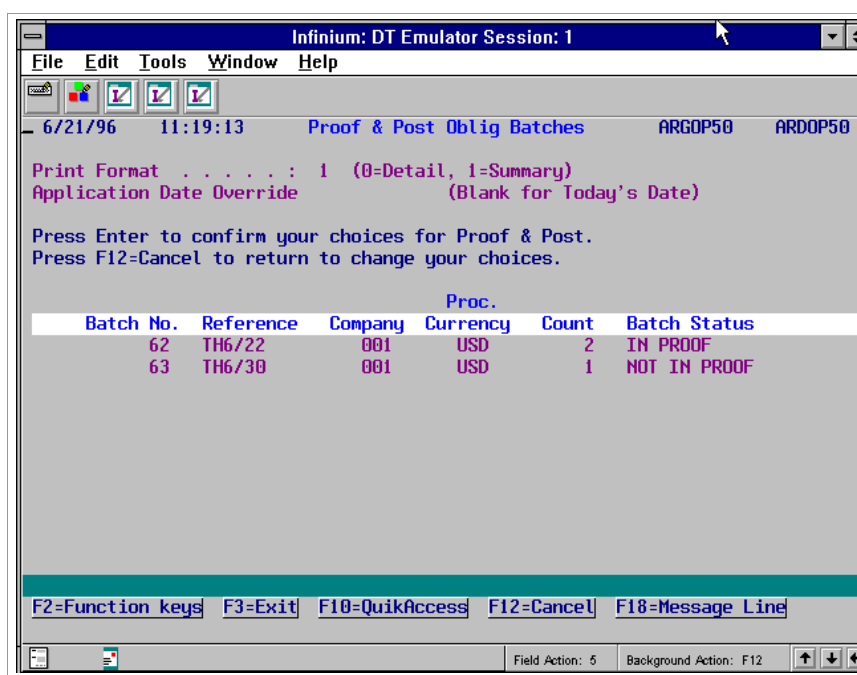 Infinium: DT Emulator Session: 1
File Edit Tools Window Help
6/21/96 11:19:13 Proof & Post Oblig Batches ARGOP50 ARDOP50
Print Format . . . . . : 1 (0=Detail, 1=Summary)
Application Date Override (Blank for Today's Date)
Press Enter to confirm your choices for Proof & Post.
Press F12=Cancel to return to change your choices.
Proc.
Batch No. Reference Company Currency Count Batch Status
62 TH6/22 001 USD 2 IN PROOF
63 TH6/30 001 USD 1 NOT IN PROOF
F2=Function keys F3=Exit F10=QuikAccess F12=Cancel F18=Message Line
Field Action: 5 Background Action: F12